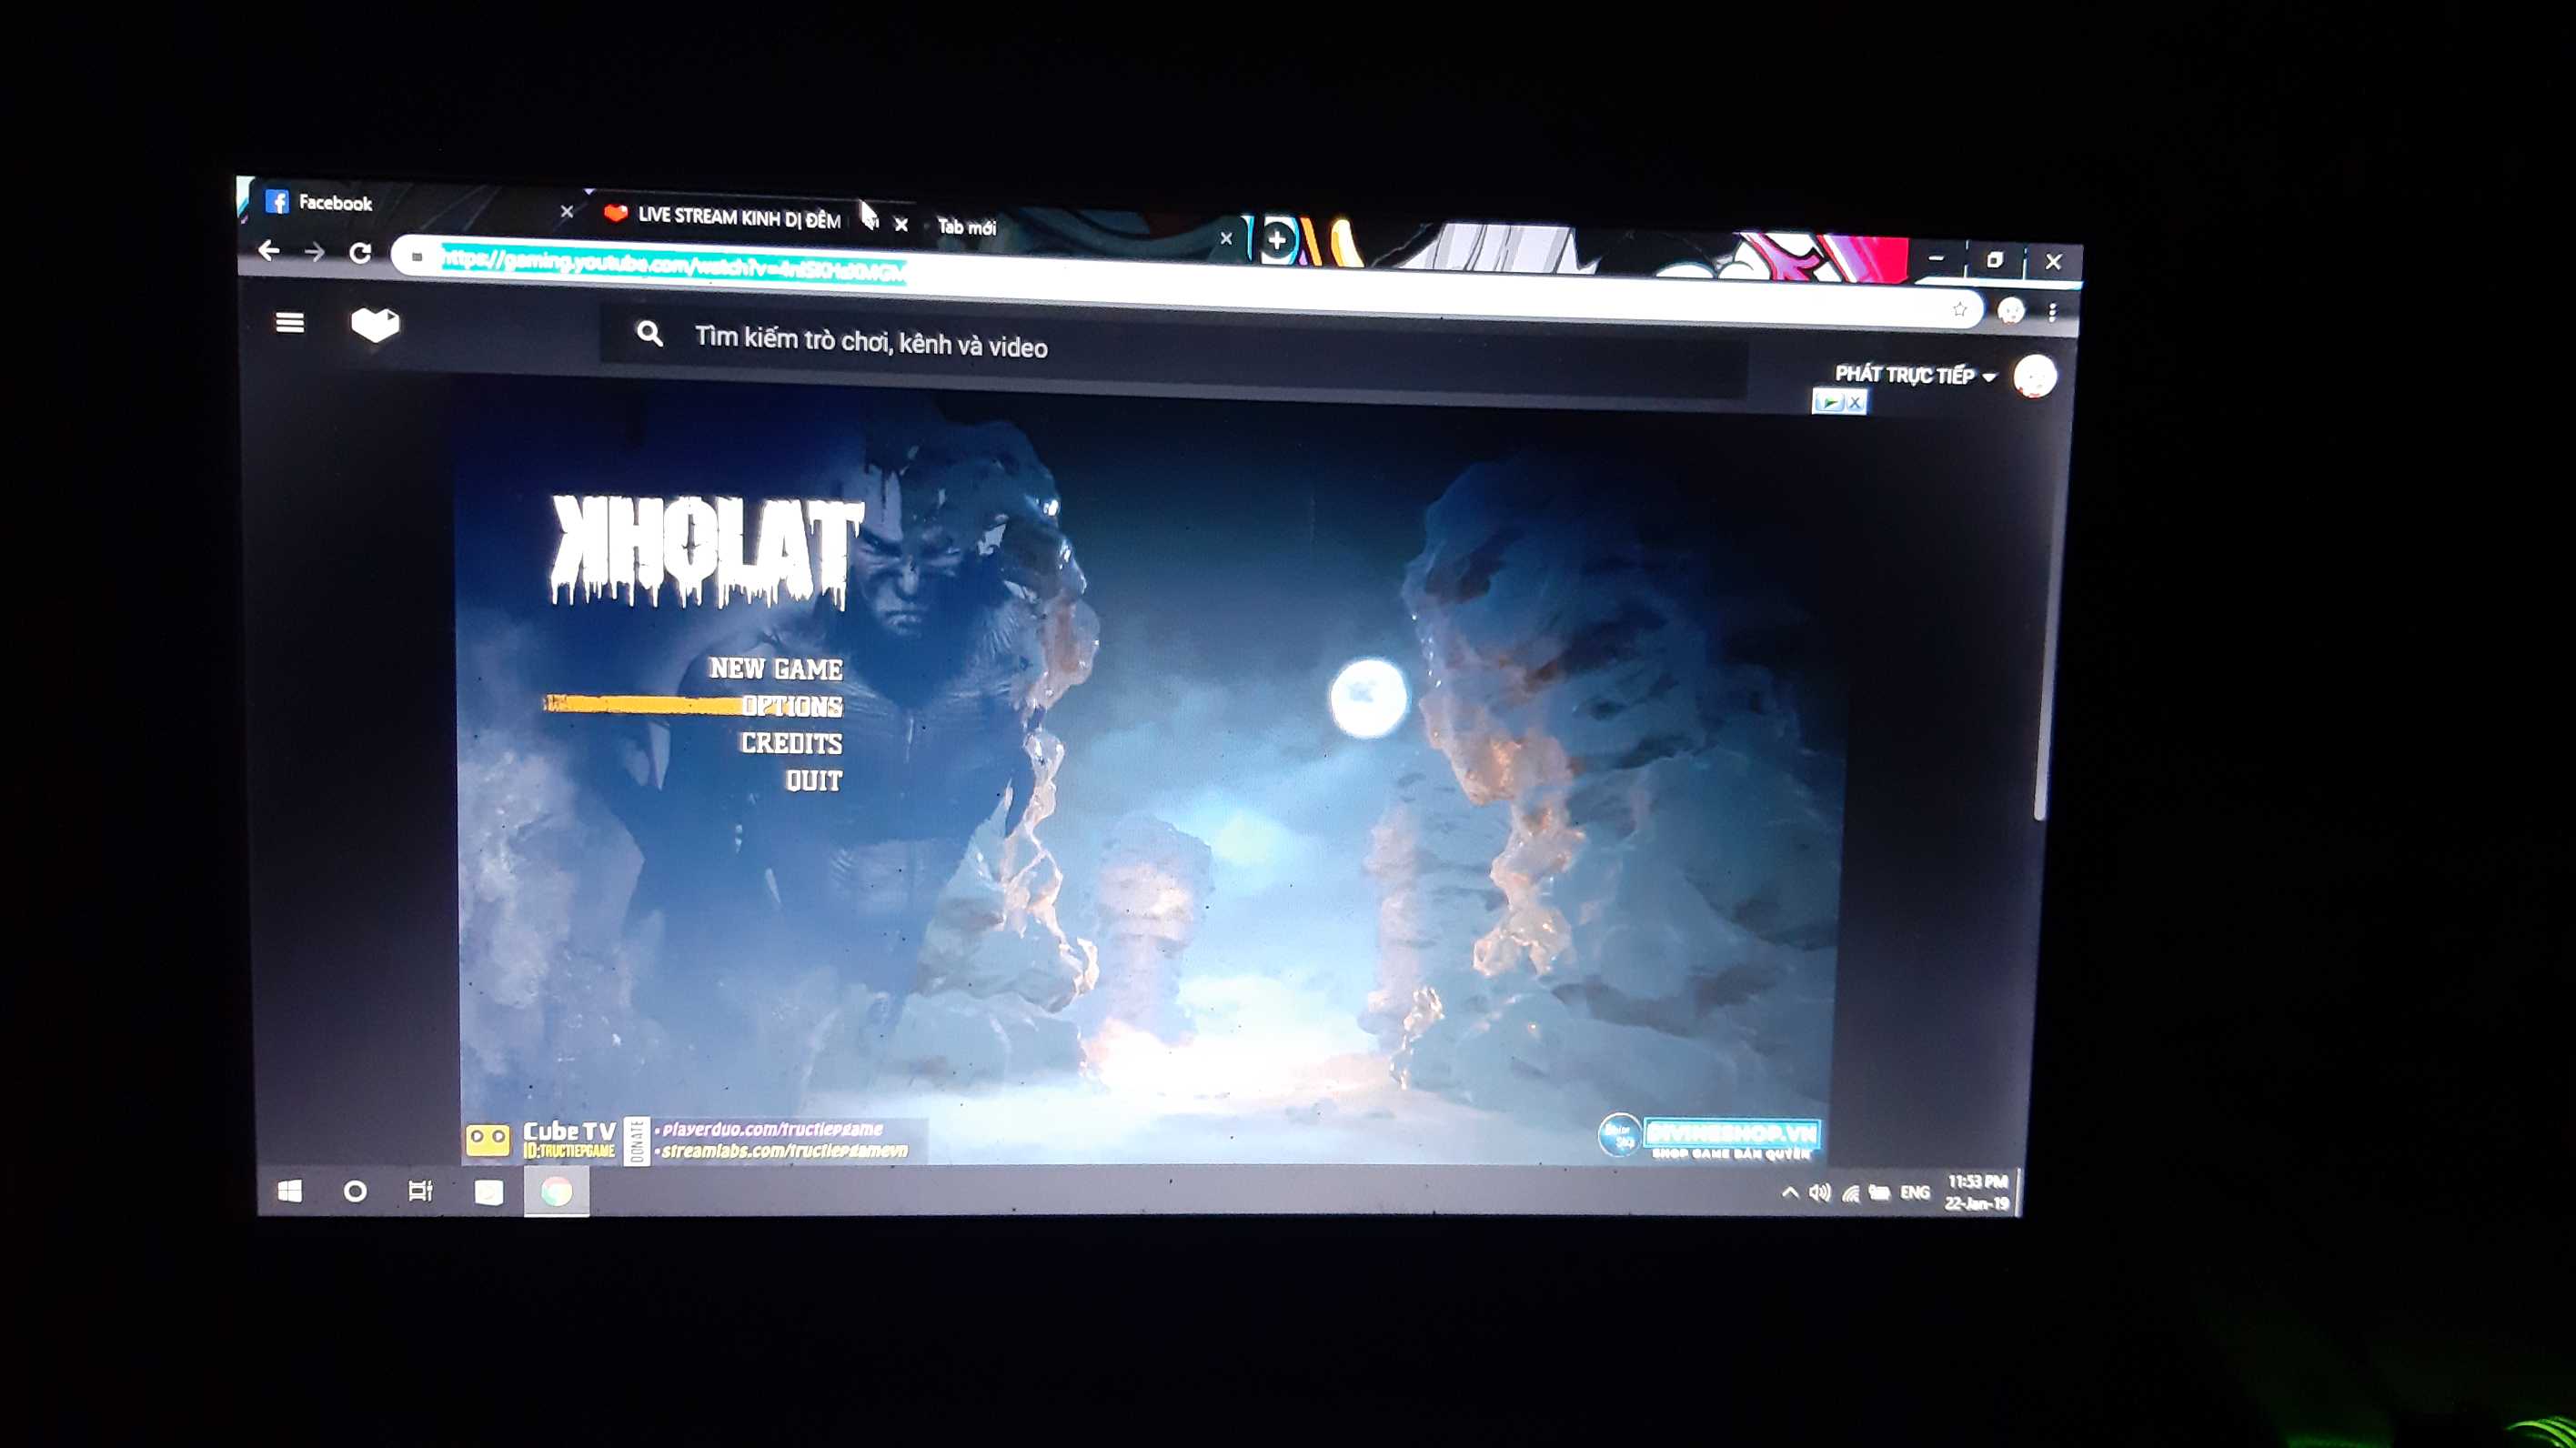 Facebook
LIVE STREAM KINH DỊ ĐÊM
Tab mới
https://gaming.youtube.com/watch?v=
Tìm kiếm trò chơi, kênh và video
PHÁT TRỰC TIẾP
KHOLAT
NEW GAME
OPTIONS
CREDITS
QUIT
Cube TV
ID:TRUCTIEPGAME
DONATE
• playerduo.com/tructiepgame
• streamlabs.com/tructiepgamevn
DIVINESHOP.VN
SHOP GAME BẢN QUYỀN
ENG
11:53 PM
22-Jan-19